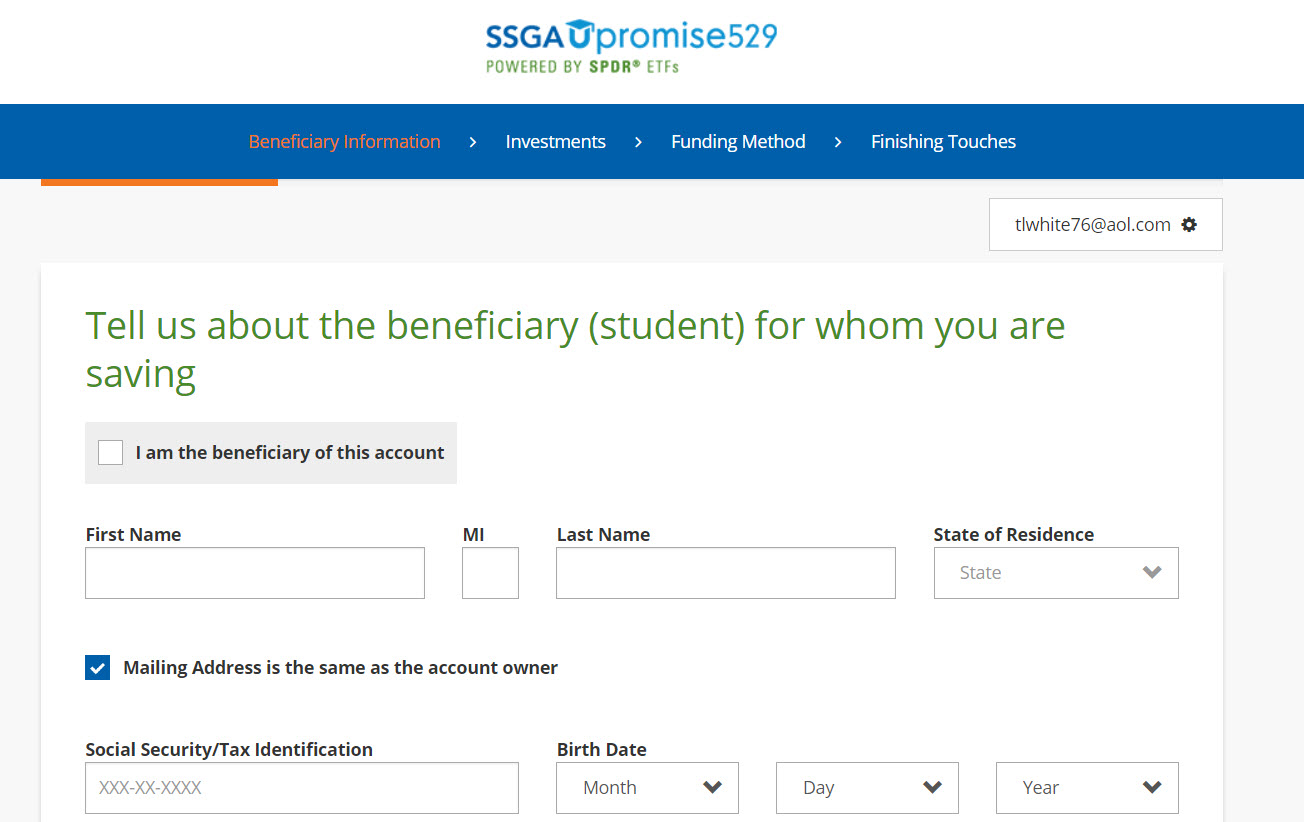 SSGA Upromise529
POWERED BY SPDR® ETFs
Beneficiary Information > Investments > Funding Method > Finishing Touches
tlwhite76@aol.com
Tell us about the beneficiary (student) for whom you are
saving
I am the beneficiary of this account
First Name MI Last Name State of Residence
State
Mailing Address is the same as the account owner
Social Security/Tax Identification Birth Date
XXX-XX-XXXX Month Day Year